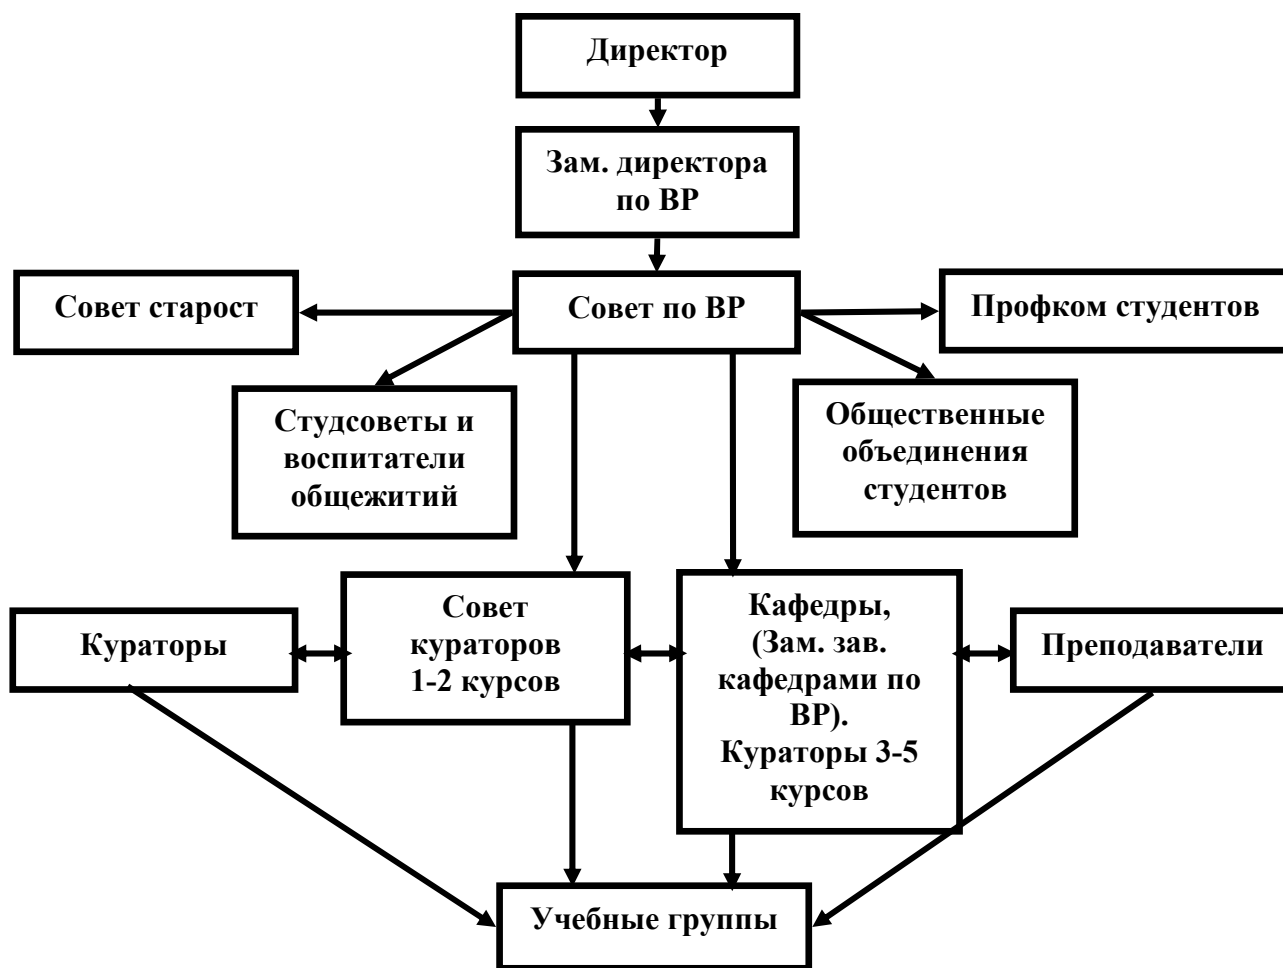 Директор
Зам. директора
по ВР
Совет старост
Совет по ВР
Профком студентов
Студсоветы и
воспитатели
общежитий
Общественные
объединения
студентов
Кураторы
Совет
кураторов
1-2 курсов
Кафедры,
(Зам. зав.
кафедрами по
ВР).
Кураторы 3-5
курсов
Преподаватели
Учебные группы